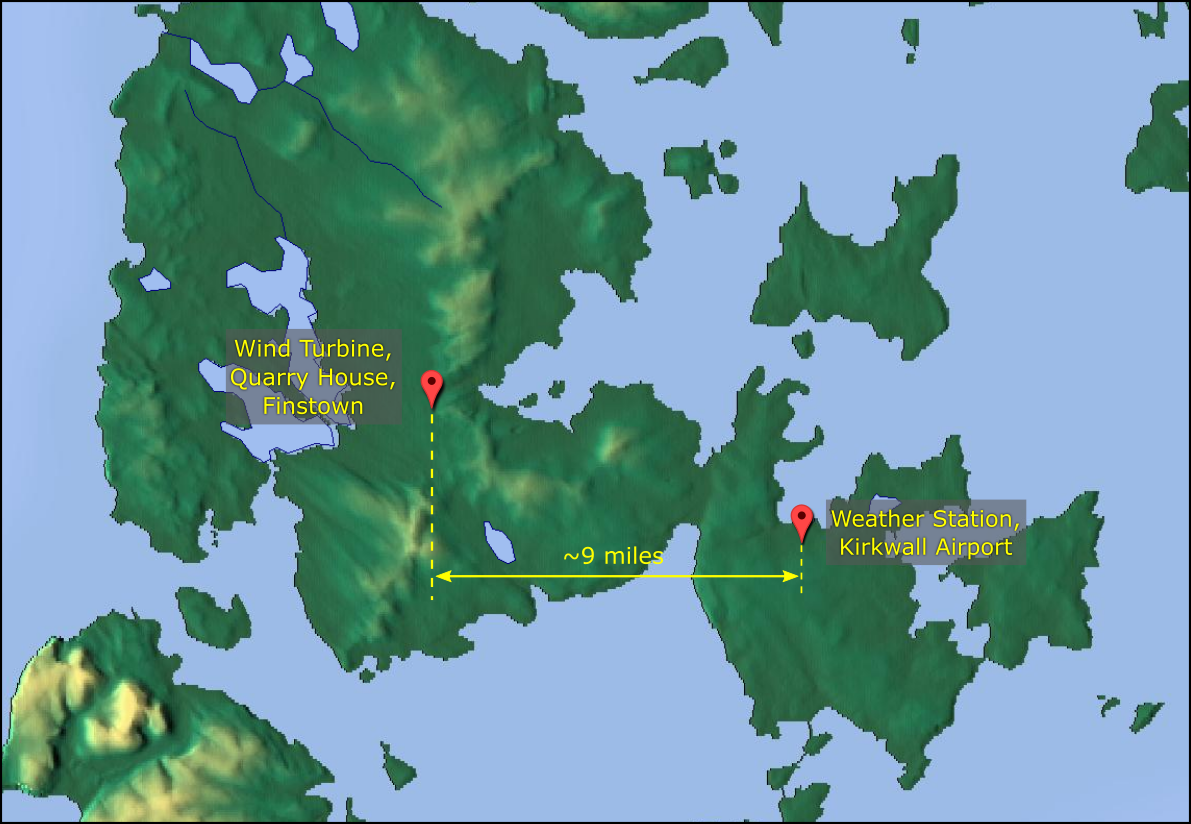 Wind Turbine,
Quarry House,
Finstown
Weather Station,
Kirkwall Airport
~9 miles